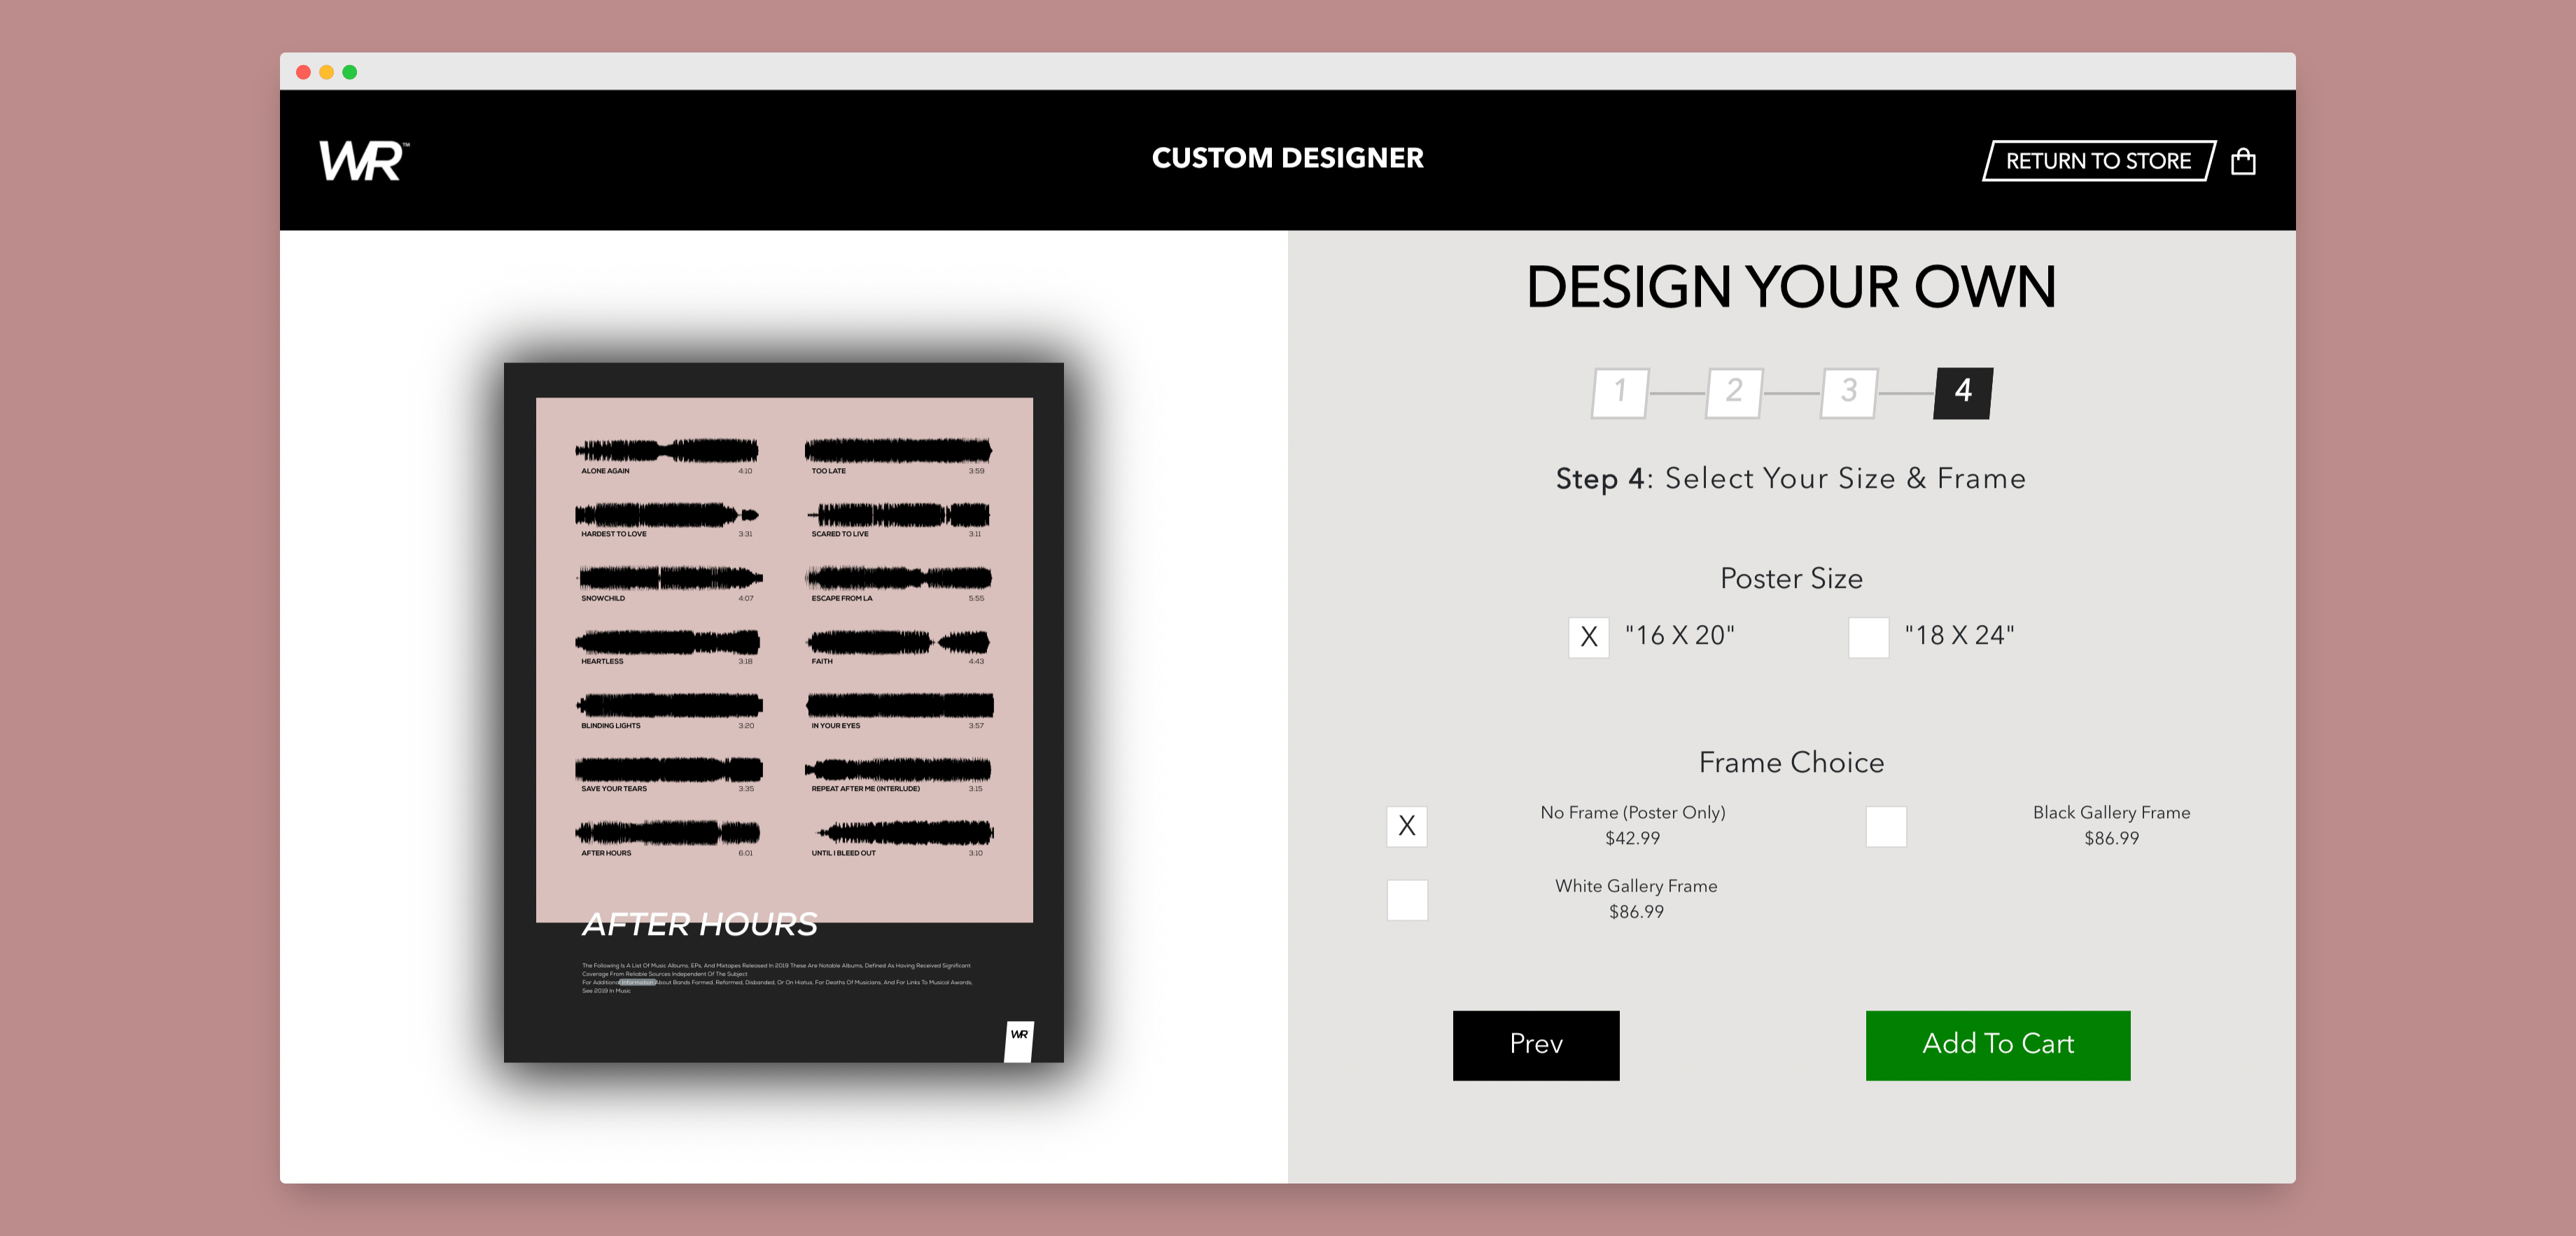 WR™
CUSTOM DESIGNER
RETURN TO STORE
ALONE AGAIN 4:10
TOO LATE 3:59
HARDEST TO LOVE 3:31
SCARED TO LIVE 3:11
SNOWCHILD 4:07
ESCAPE FROM LA 5:55
HEARTLESS 3:18
FAITH 4:43
BLINDING LIGHTS 3:20
IN YOUR EYES 3:57
SAVE YOUR TEARS 3:35
REPEAT AFTER ME (INTERLUDE) 3:15
AFTER HOURS 6:01
UNTIL I BLEED OUT 3:10
AFTER HOURS
The Following Is A List Of Music Albums, EPs, And Mixtapes Released In 2019 These Are Notable Albums, Defined As Having Received Significant
Coverage From Reliable Sources Independent Of The Subject
For Additional Information About Bands Formed, Reformed, Disbanded, Or On Hiatus, For Deaths Of Musicians, And For Links To Musical Awards,
See 2019 In Music
WR
DESIGN YOUR OWN
1 2 3 4
Step 4: Select Your Size & Frame
Poster Size
X "16 X 20"
"18 X 24"
Frame Choice
X No Frame (Poster Only)
$42.99
Black Gallery Frame
$86.99
White Gallery Frame
$86.99
Prev
Add To Cart